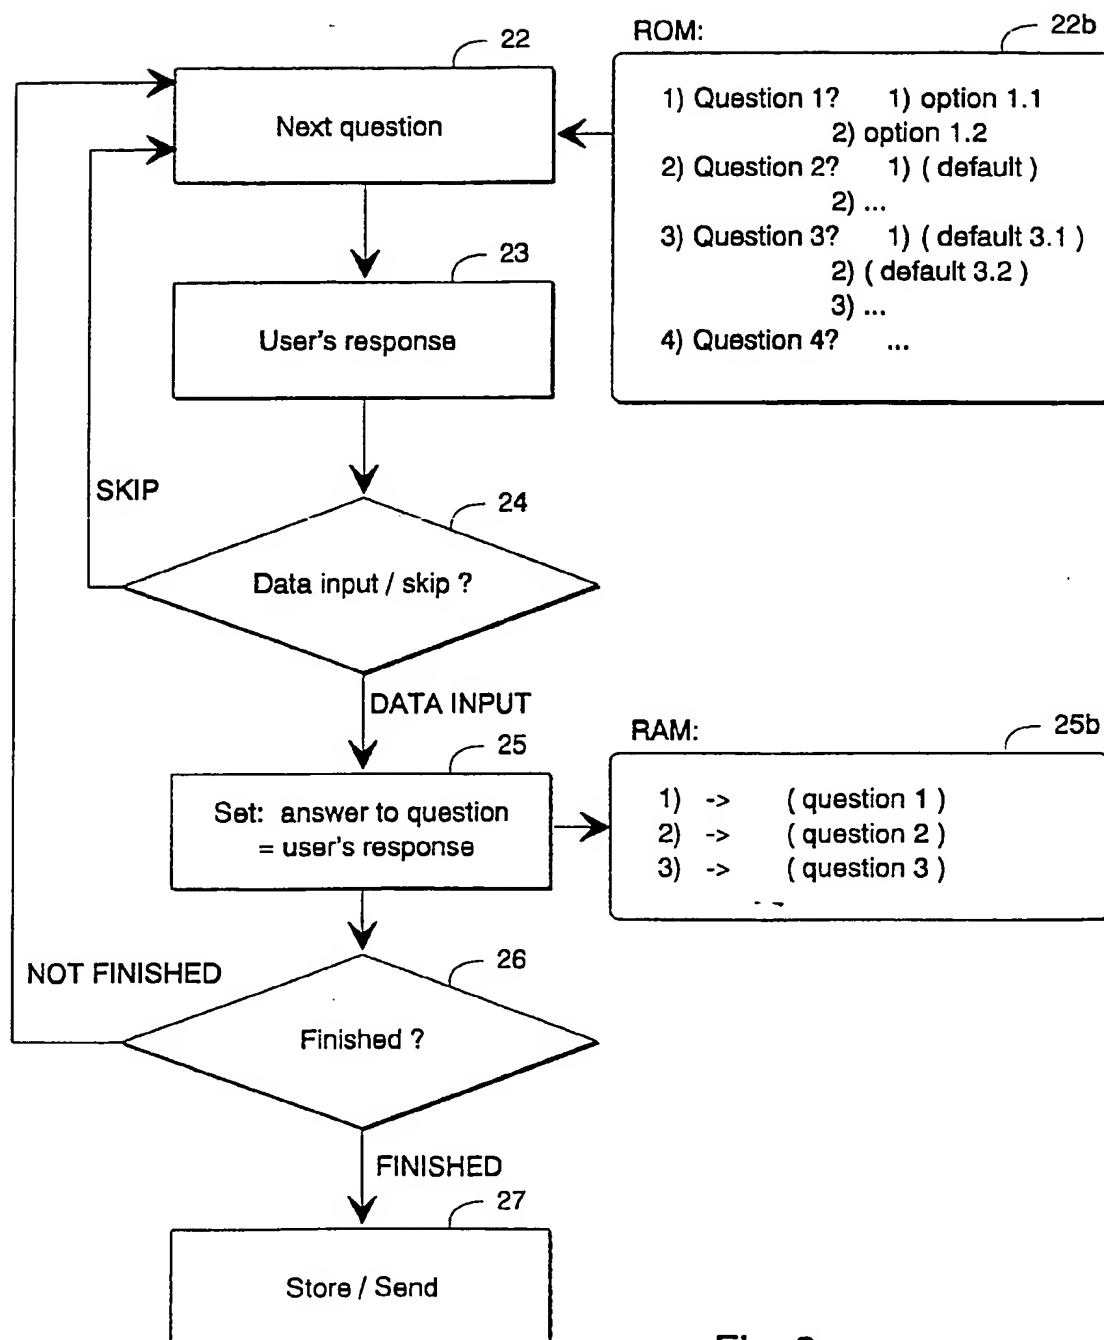 22
Next question
ROM:
22b
1) Question 1? 1) option 1.1
2) option 1.2
2) Question 2? 1) ( default )
2) ...
3) Question 3? 1) ( default 3.1 )
2) ( default 3.2 )
3) ...
4) Question 4? ...
23
User's response
SKIP
24
Data input / skip ?
DATA INPUT
25
Set: answer to question
= user's response
RAM:
25b
1) -> ( question 1 )
2) -> ( question 2 )
3) -> ( question 3 )
NOT FINISHED
26
Finished ?
FINISHED
27
Store / Send